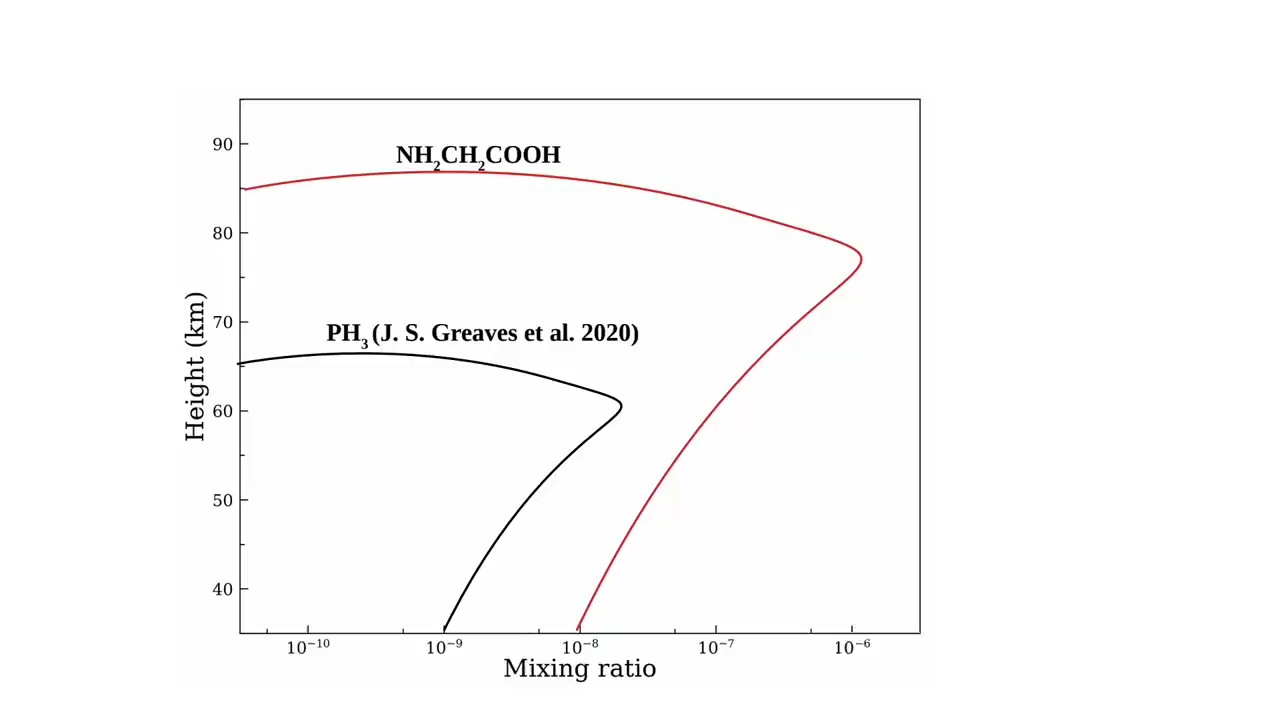 NH₂CH₂COOH
PH₃ (J. S. Greaves et al. 2020)
Height (km)
90
80
70
60
50
40
10⁻¹⁰ 10⁻⁹ 10⁻⁸ 10⁻⁷ 10⁻⁶
Mixing ratio